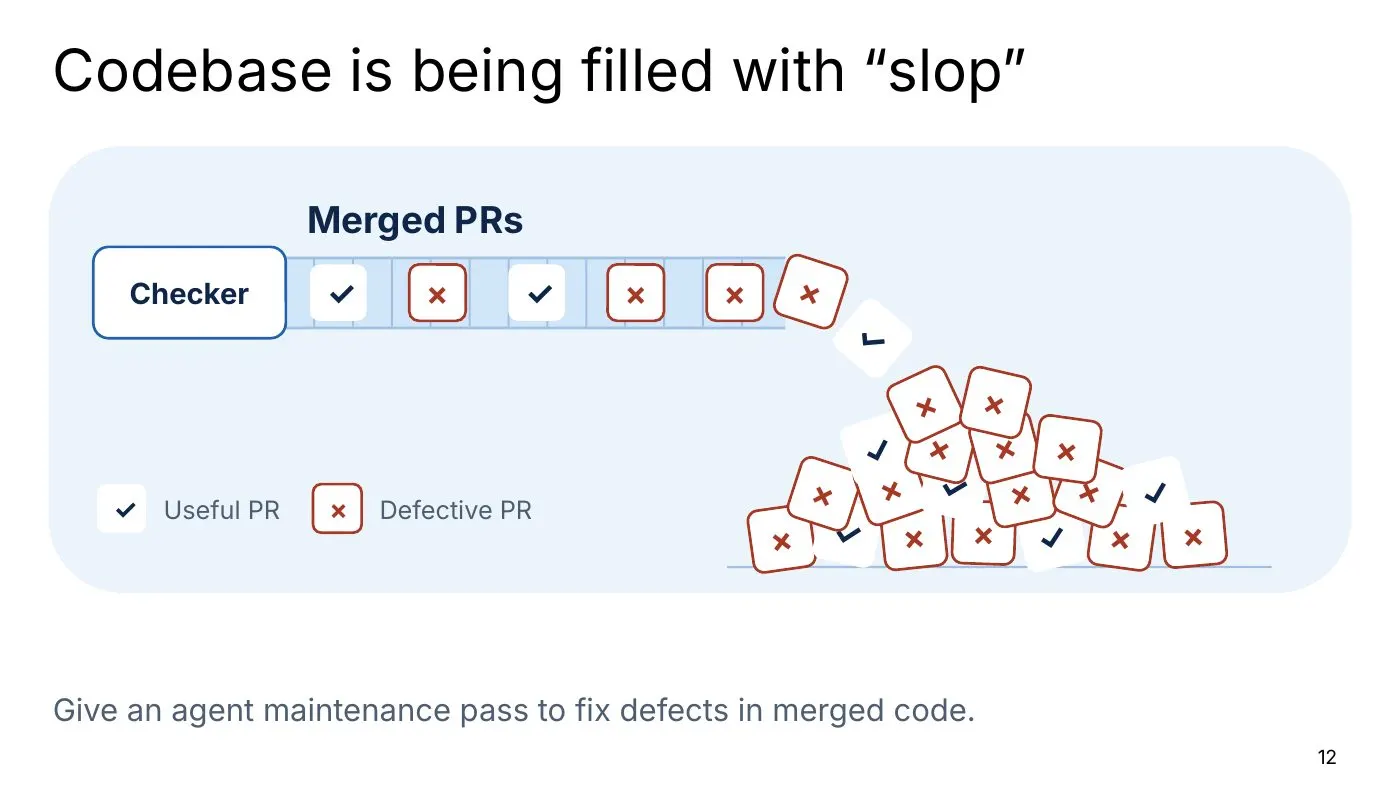 Codebase is being filled with “slop”
Merged PRs
Checker
Useful PR
Defective PR
Give an agent maintenance pass to fix defects in merged code.
12